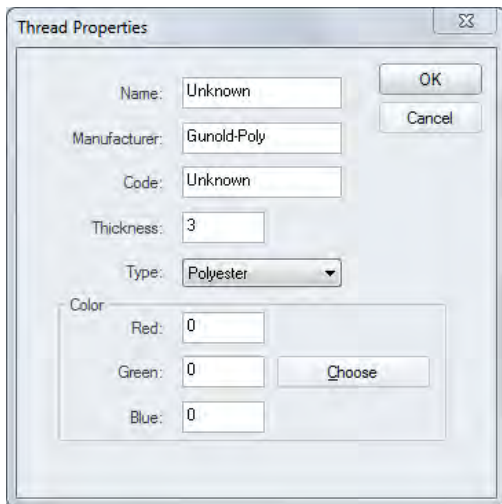 Thread Properties
Name: Unknown
OK
Manufacturer: Gunold-Poly
Cancel
Code: Unknown
Thickness: 3
Type: Polyester
Color
Red: 0
Green: 0
Choose
Blue: 0